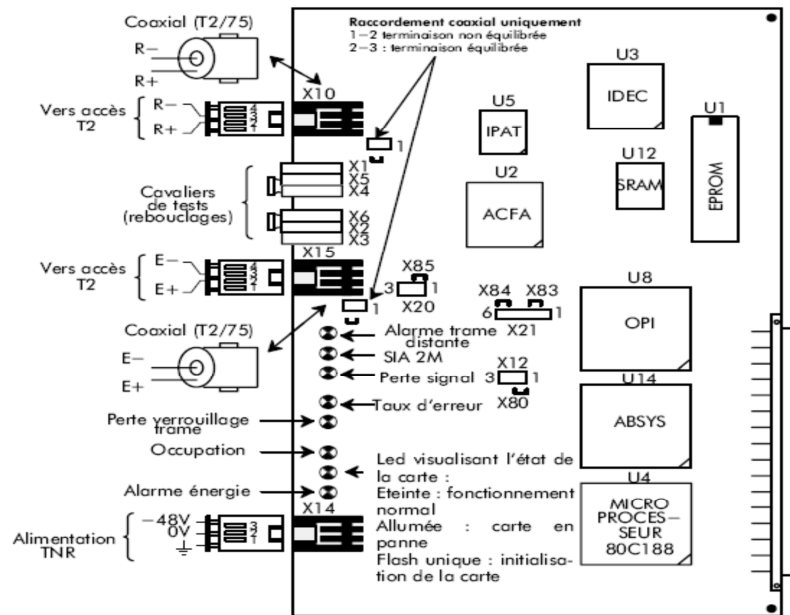 Coaxial (T2/75)
R−
R+
Raccordement coaxial uniquement
1−2 terminaison non équilibrée
2−3 : terminaison équilibrée
X10
Vers accès
T2
R−
R+
4
3
2
1
1
U5
IPAT
U3
IDEC
U1
EPROM
U12
SRAM
U2
ACFA
Cavaliers
de tests
(rebouclages)
X1
X5
X4
X6
X2
X3
X15
Vers accès
T2
E−
E+
4
3
2
1
X85
3
1
X20
1
X84
X83
6
1
X21
U8
OPI
Coaxial (T2/75)
E−
E+
Alarme trame
distante
SIA 2M
Perte signal
Taux d'erreur
X12
3
1
X80
U14
ABSYS
Perte verrouillage
trame
Occupation
Alarme énergie
Led visualisant l'état de
la carte :
Eteinte : fonctionnement
normal
Allumée : carte en
panne
Flash unique : initialisa-
tion de la carte
U4
MICRO
PROCES−
SEUR
80C188
X14
Alimentation
TNR
−48V
0V
3
2
1